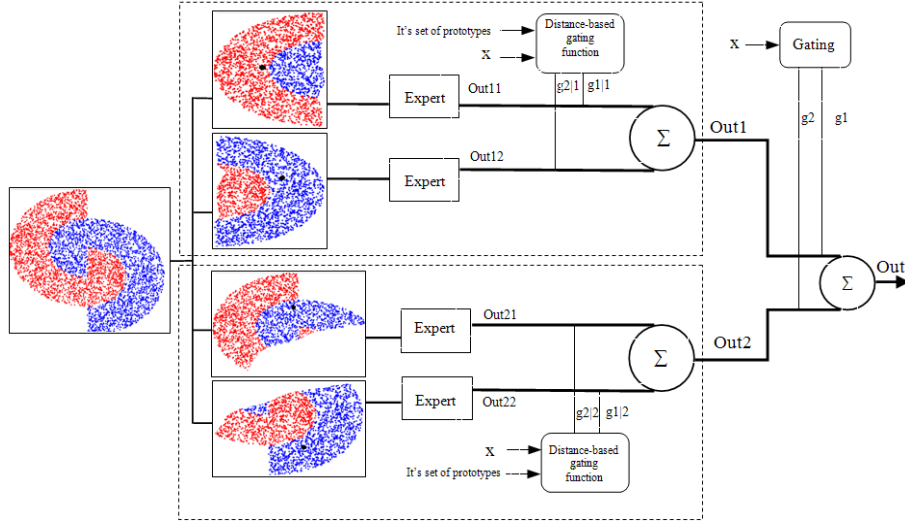 It's set of prototypes
X
Distance-based
gating
function
X
Gating
g2|1
g1|1
Expert
Out11
Σ
Out1
g2
g1
Expert
Out12
Out
Σ
Expert
Out21
Σ
Out2
Expert
Out22
g2|2
g1|2
X
It's set of prototypes
Distance-based
gating
function